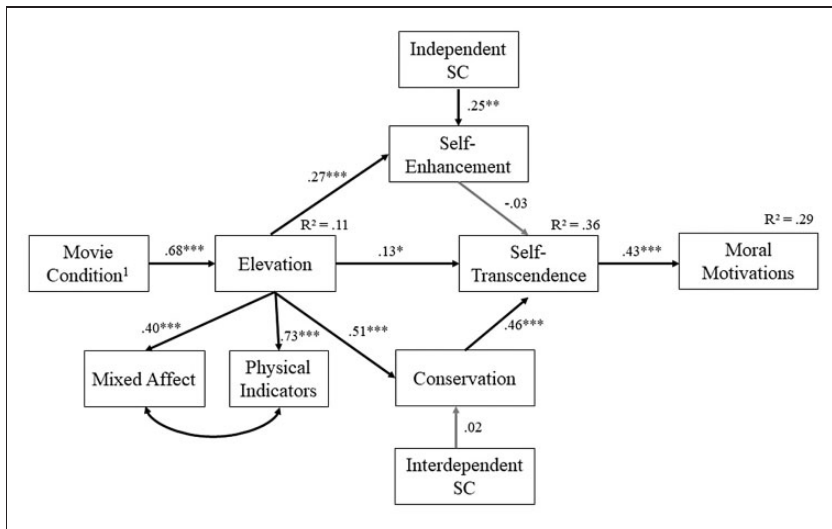 Independent
SC
.25**
Self-
Enhancement
.27***
-.03
R² = .11
R² = .36
R² = .29
Movie
Condition¹
.68***
Elevation
.13*
Self-
Transcendence
.43***
Moral
Motivations
.40***
.73***
.51***
.46***
Mixed Affect
Physical
Indicators
Conservation
.02
Interdependent
SC